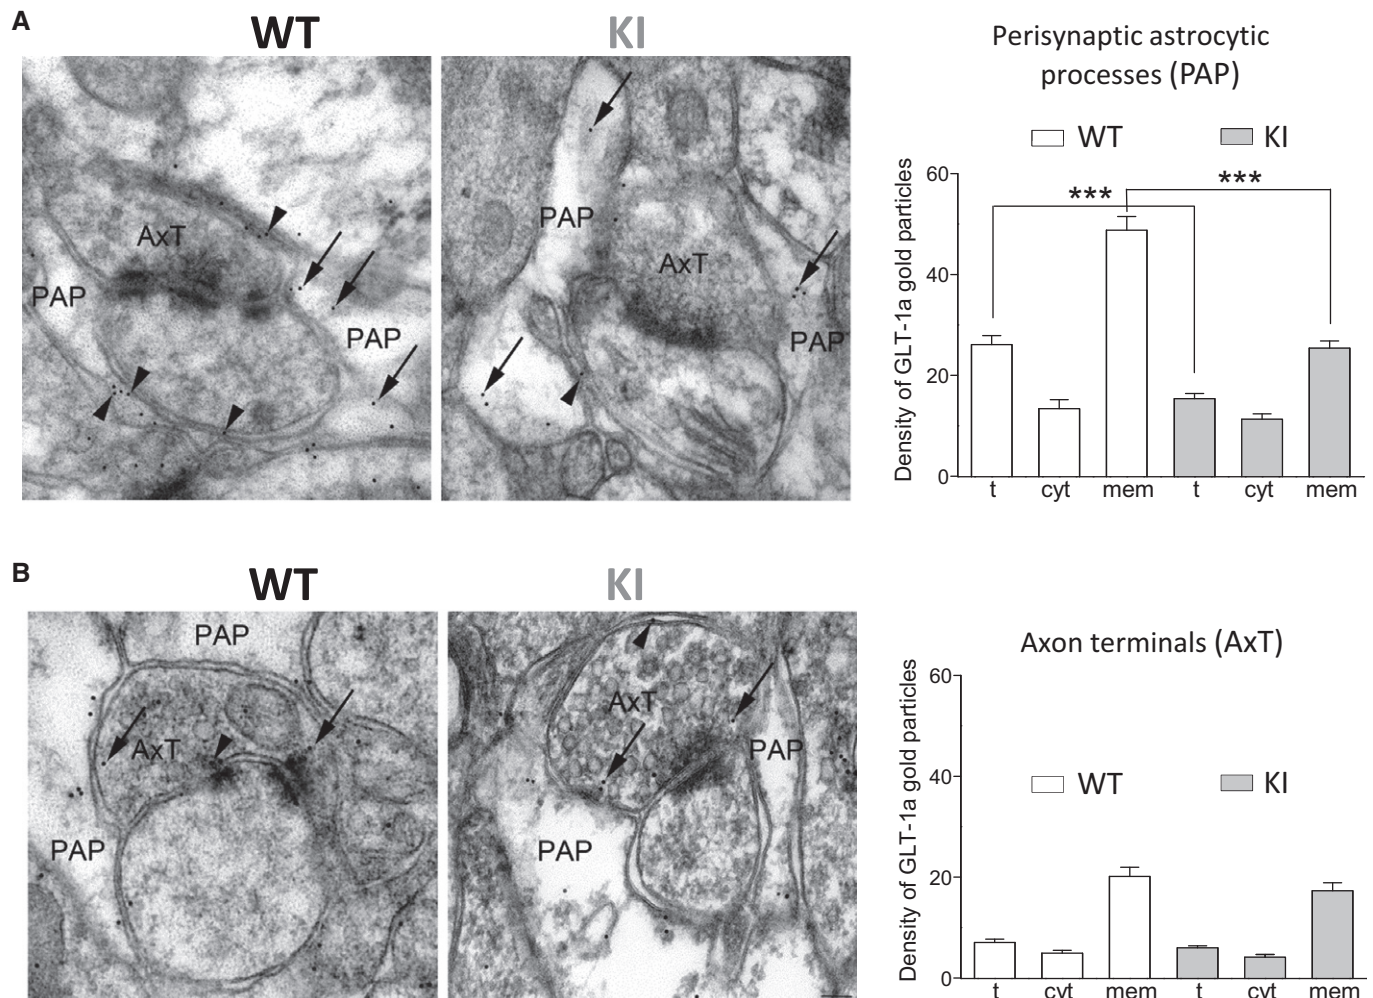 A
WT
KI
AxT
PAP
PAP
PAP
AxT
PAP
Perisynaptic astrocytic
processes (PAP)
WT
KI
Density of GLT-1a gold particles
60
40
20
0
***
***
t
cyt
mem
t
cyt
mem
B
WT
KI
PAP
AxT
PAP
AxT
PAP
PAP
Axon terminals (AxT)
WT
KI
Density of GLT-1a gold particles
60
40
20
0
t
cyt
mem
t
cyt
mem